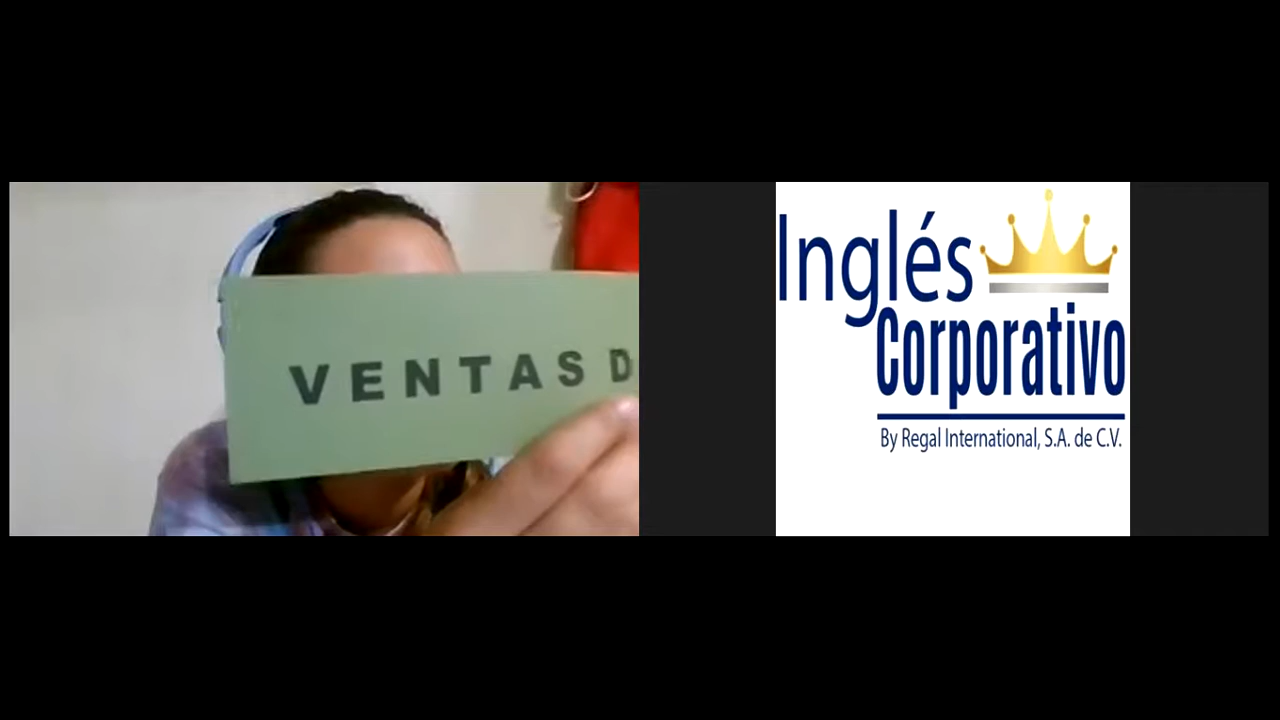 VENTAS D
Inglés
Corporativo
By Regal International, S.A. de C.V.